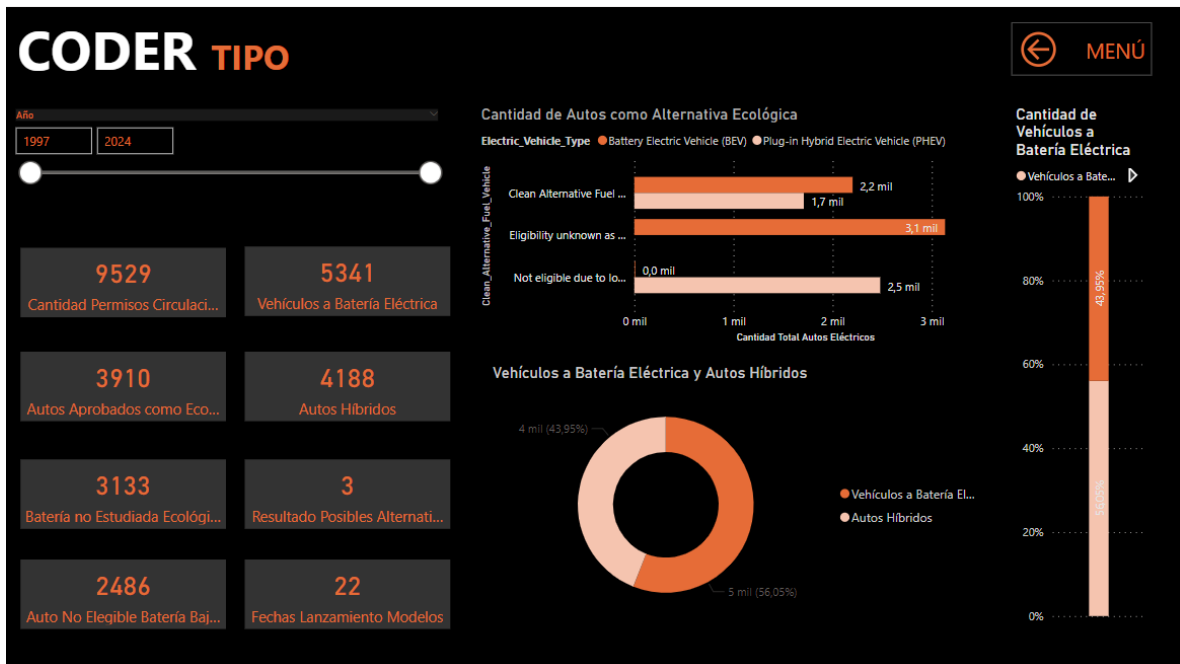 CODER TIPO
MENÚ
Año
1997
2024
9529
Cantidad Permisos Circulaci...
5341
Vehículos a Batería Eléctrica
3910
Autos Aprobados como Eco...
4188
Autos Híbridos
3133
Batería no Estudiada Ecológi...
3
Resultado Posibles Alternati...
2486
Auto No Elegible Batería Baj...
22
Fechas Lanzamiento Modelos
Cantidad de Autos como Alternativa Ecológica
Electric_Vehicle_Type Battery Electric Vehicle (BEV) Plug-in Hybrid Electric Vehicle (PHEV)
Clean_Alternative_Fuel_Vehicle
Clean Alternative Fuel ...
2,2 mil
1,7 mil
Eligibility unknown as ...
3,1 mil
Not eligible due to lo...
0,0 mil
2,5 mil
0 mil 1 mil 2 mil 3 mil
Cantidad Total Autos Eléctricos
Vehículos a Batería Eléctrica y Autos Híbridos
4 mil (43,95%)
5 mil (56,05%)
Vehículos a Batería El...
Autos Híbridos
Cantidad de
Vehículos a
Batería Eléctrica
Vehículos a Bate...
100%
80%
60%
40%
20%
0%
43,95%
56,05%